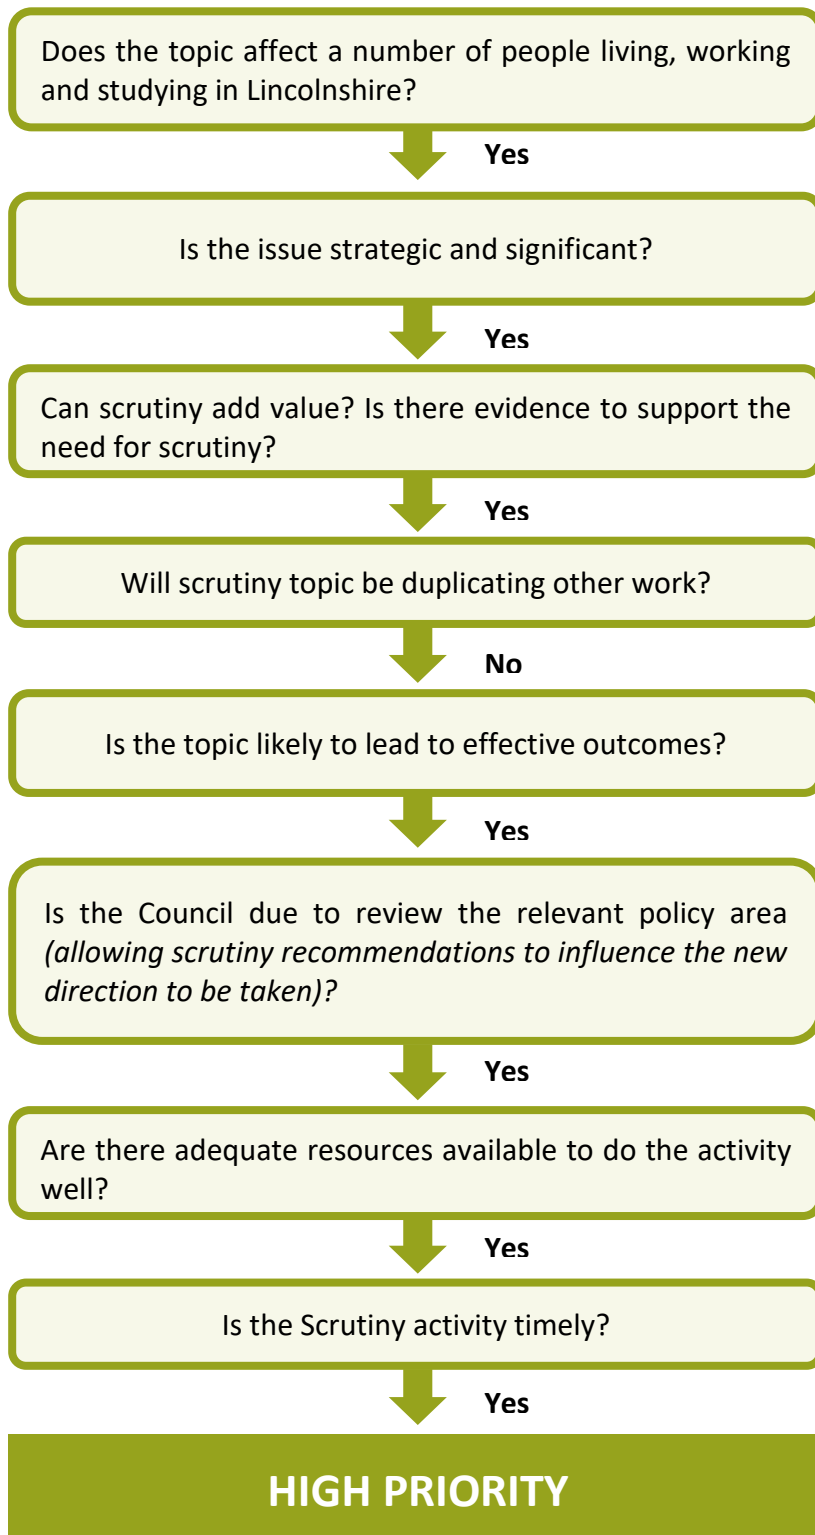 Does the topic affect a number of people living, working
and studying in Lincolnshire?
Yes
Is the issue strategic and significant?
Yes
Can scrutiny add value? Is there evidence to support the
need for scrutiny?
Yes
Will scrutiny topic be duplicating other work?
No
Is the topic likely to lead to effective outcomes?
Yes
Is the Council due to review the relevant policy area
(allowing scrutiny recommendations to influence the new
direction to be taken)?
Yes
Are there adequate resources available to do the activity
well?
Yes
Is the Scrutiny activity timely?
Yes
HIGH PRIORITY